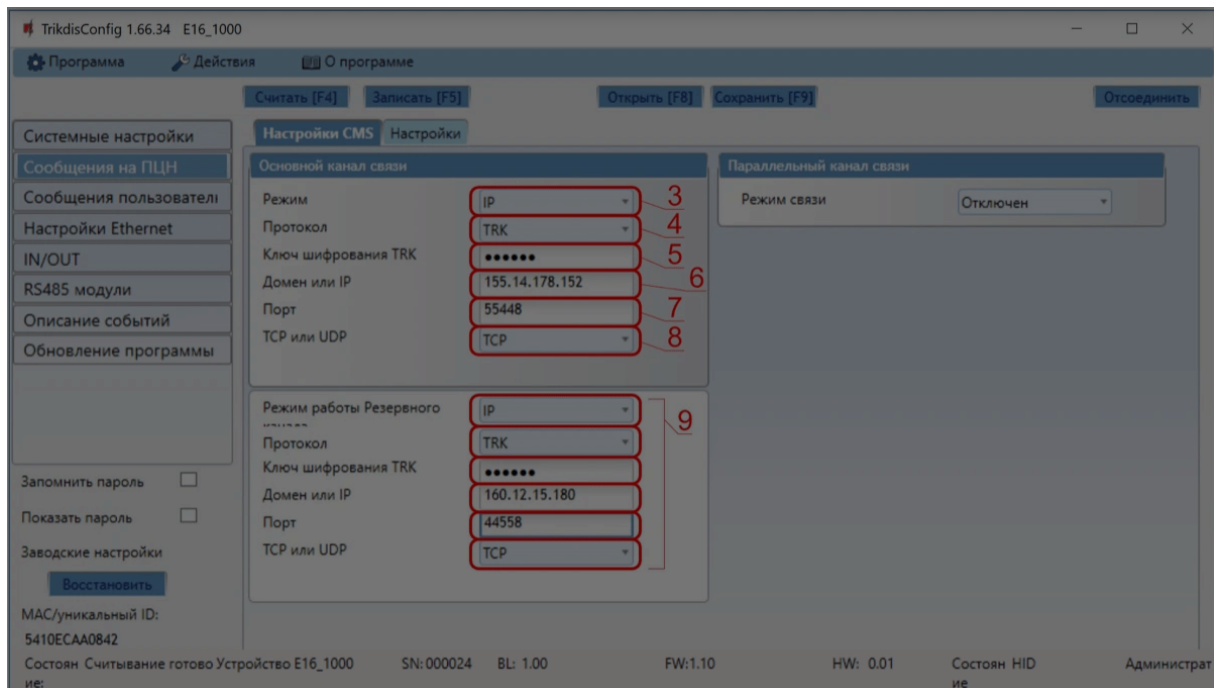 TrikdisConfig 1.66.34 E16_1000
Программа Действия О программе
Считать [F4] Записать [F5] Открыть [F8] Сохранить [F9] Отсоединить
Системные настройки
Сообщения на ПЦН
Сообщения пользовател
Настройки Ethernet
IN/OUT
RS485 модули
Описание событий
Обновление программы
Запомнить пароль
Показать пароль
Заводские настройки
Восстановить
MAC/уникальный ID:
5410ECAA0842
Настройки CMS Настройки
Основной канал связи
Режим IP 3
Протокол TRK 4
Ключ шифрования TRK •••••• 5
Домен или IP 155.14.178.152 6
Порт 55448 7
TCP или UDP TCP 8
Режим работы Резервного IP 9
Протокол TRK
Ключ шифрования TRK ••••••
Домен или IP 160.12.15.180
Порт 44558
TCP или UDP TCP
Параллельный канал связи
Режим связи Отключен
Состоян Считывание готово Устройство E16_1000 SN: 000024 BL: 1.00 FW:1.10 HW: 0.01 Состоян HID Администрат
ие: ие